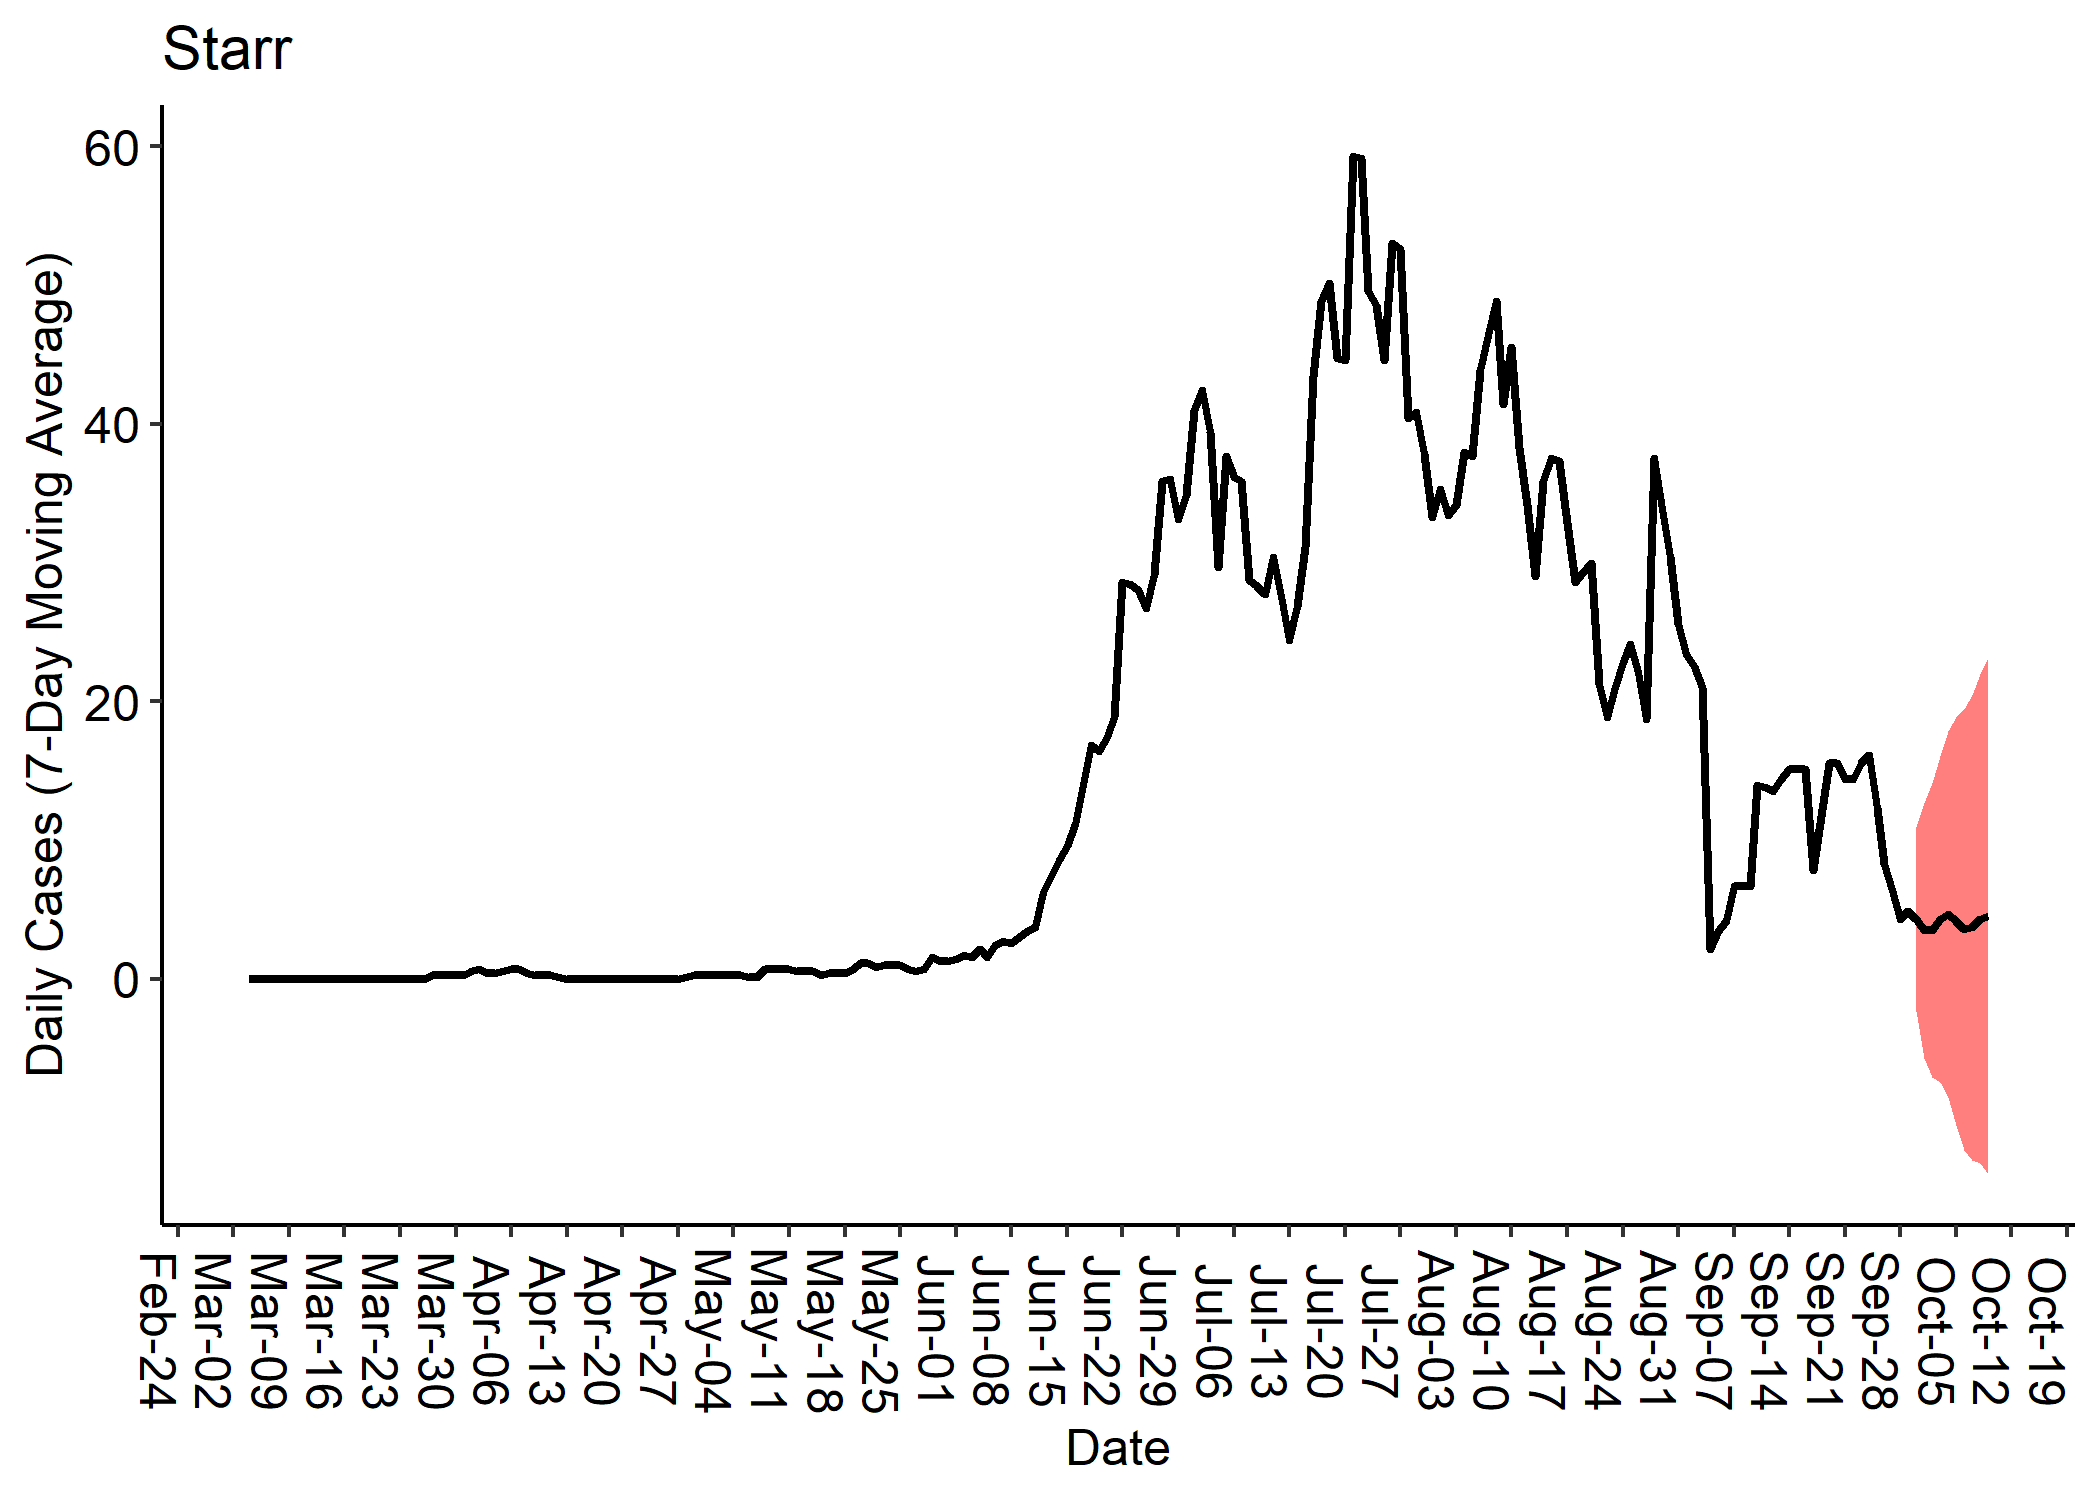 Starr
Daily Cases (7-Day Moving Average)
60
40
20
0
Feb-24
Mar-02
Mar-09
Mar-16
Mar-23
Mar-30
Apr-06
Apr-13
Apr-20
Apr-27
May-04
May-11
May-18
May-25
Jun-01
Jun-08
Jun-15
Jun-22
Jun-29
Jul-06
Jul-13
Jul-20
Jul-27
Aug-03
Aug-10
Aug-17
Aug-24
Aug-31
Sep-07
Sep-14
Sep-21
Sep-28
Oct-05
Oct-12
Oct-19
Date